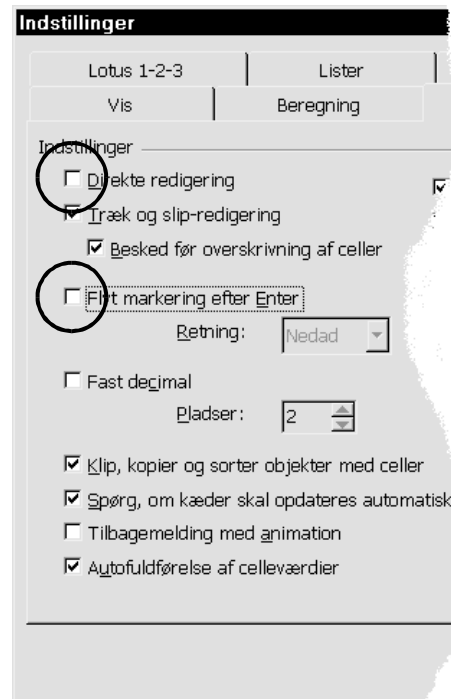 Indstillinger
Lotus 1-2-3 Lister
Vis Beregning
Indstillinger
Direkte redigering
Træk og slip-redigering
Besked før overskrivning af celler
Flyt markering efter Enter
Retning: Nedad
Fast decimal
Pladser: 2
Klip, kopier og sorter objekter med celler
Spørg, om kæder skal opdateres automatisk
Tilbagemelding med animation
Autofuldførelse af celleværdier